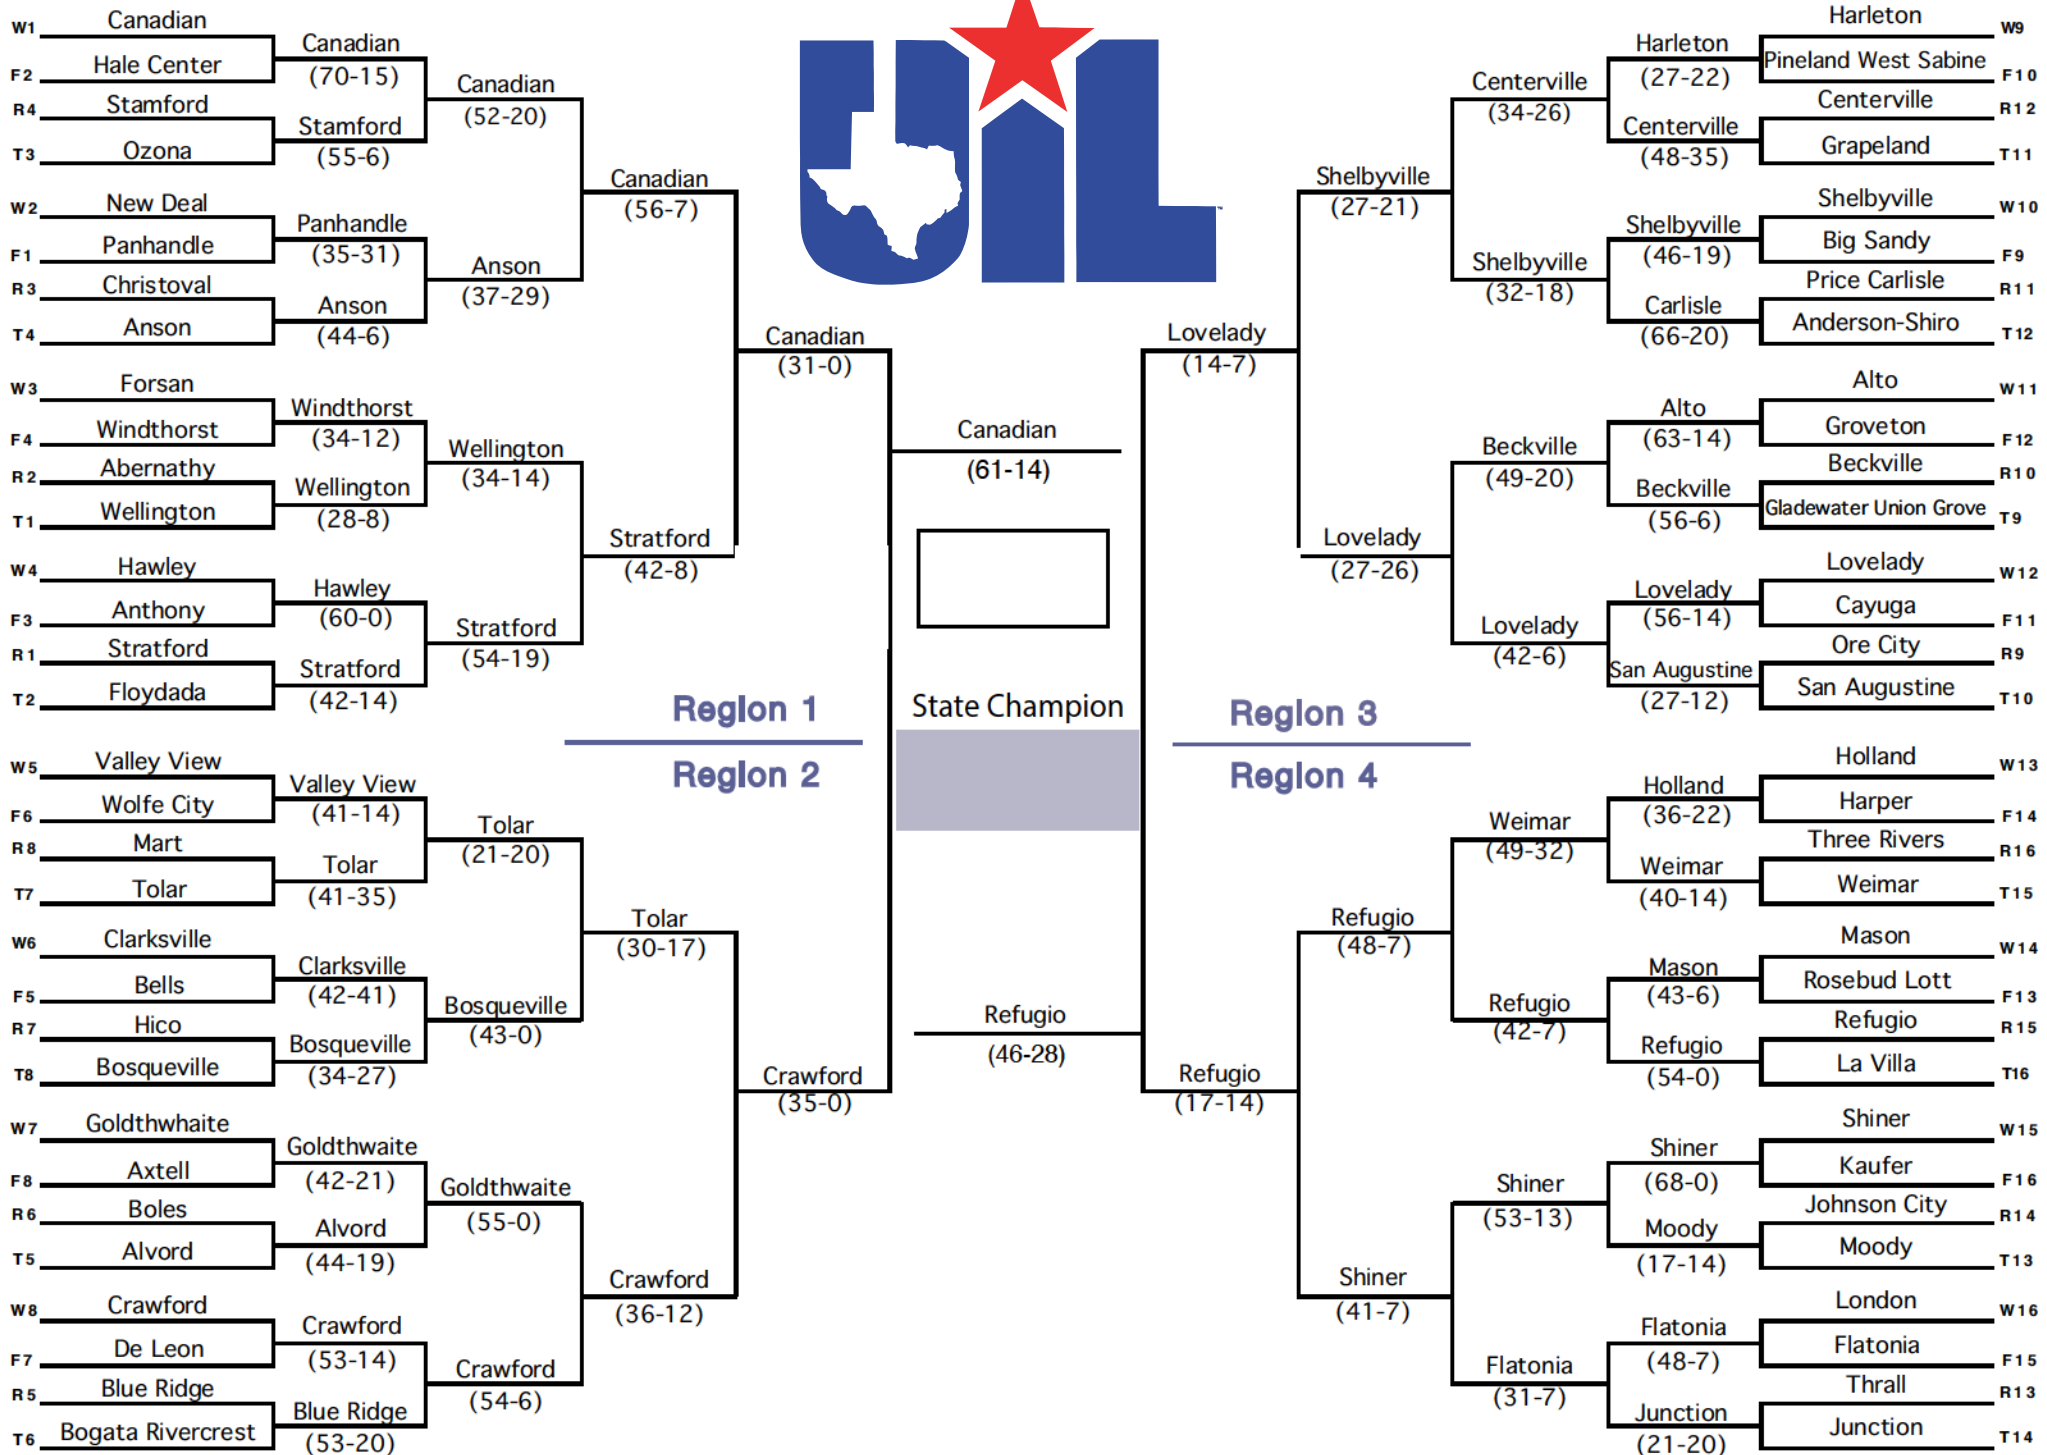 W1 Canadian
F2 Hale Center
R4 Stamford
T3 Ozona
W2 New Deal
F1 Panhandle
R3 Christoval
T4 Anson
W3 Forsan
F4 Windthorst
R2 Abernathy
T1 Wellington
W4 Hawley
F3 Anthony
R1 Stratford
T2 Floydada
W5 Valley View
F6 Wolfe City
R8 Mart
T7 Tolar
W6 Clarksville
F5 Bells
R7 Hico
T8 Bosqueville
W7 Goldthwhaite
F8 Axtell
R6 Boles
T5 Alvord
W8 Crawford
F7 De Leon
R5 Blue Ridge
T6 Bogata Rivercrest
Canadian
(70-15)
Stamford
(55-6)
Panhandle
(35-31)
Anson
(44-6)
Windthorst
(34-12)
Wellington
(28-8)
Hawley
(60-0)
Stratford
(42-14)
Valley View
(41-14)
Tolar
(41-35)
Clarksville
(42-41)
Bosqueville
(34-27)
Goldthwaite
(42-21)
Alvord
(44-19)
Crawford
(53-14)
Blue Ridge
(53-20)
Canadian
(52-20)
Anson
(37-29)
Wellington
(34-14)
Stratford
(54-19)
Tolar
(21-20)
Bosqueville
(43-0)
Goldthwaite
(55-0)
Crawford
(54-6)
Canadian
(56-7)
Stratford
(42-8)
Tolar
(30-17)
Crawford
(36-12)
Region 1
Region 2
Canadian
(31-0)
Crawford
(35-0)
UIL
™
Canadian
(61-14)
State Champion
Refugio
(46-28)
Lovelady
(14-7)
Refugio
(17-14)
Region 3
Region 4
Shelbyville
(27-21)
Lovelady
(27-26)
Refugio
(48-7)
Shiner
(41-7)
Centerville
(34-26)
Shelbyville
(32-18)
Beckville
(49-20)
Lovelady
(42-6)
Weimar
(49-32)
Refugio
(42-7)
Shiner
(53-13)
Flatonia
(31-7)
Harleton
(27-22)
Centerville
(48-35)
Shelbyville
(46-19)
Carlisle
(66-20)
Alto
(63-14)
Beckville
(56-6)
Lovelady
(56-14)
San Augustine
(27-12)
Holland
(36-22)
Weimar
(40-14)
Mason
(43-6)
Refugio
(54-0)
Shiner
(68-0)
Moody
(17-14)
Flatonia
(48-7)
Junction
(21-20)
Harleton W9
Pineland West Sabine F10
Centerville R12
Grapeland T11
Shelbyville W10
Big Sandy F9
Price Carlisle R11
Anderson-Shiro T12
Alto W11
Groveton F12
Beckville R10
Gladewater Union Grove T9
Lovelady W12
Cayuga F11
Ore City R9
San Augustine T10
Holland W13
Harper F14
Three Rivers R16
Weimar T15
Mason W14
Rosebud Lott F13
Refugio R15
La Villa T16
Shiner W15
Kaufer F16
Johnson City R14
Moody T13
London W16
Flatonia F15
Thrall R13
Junction T14